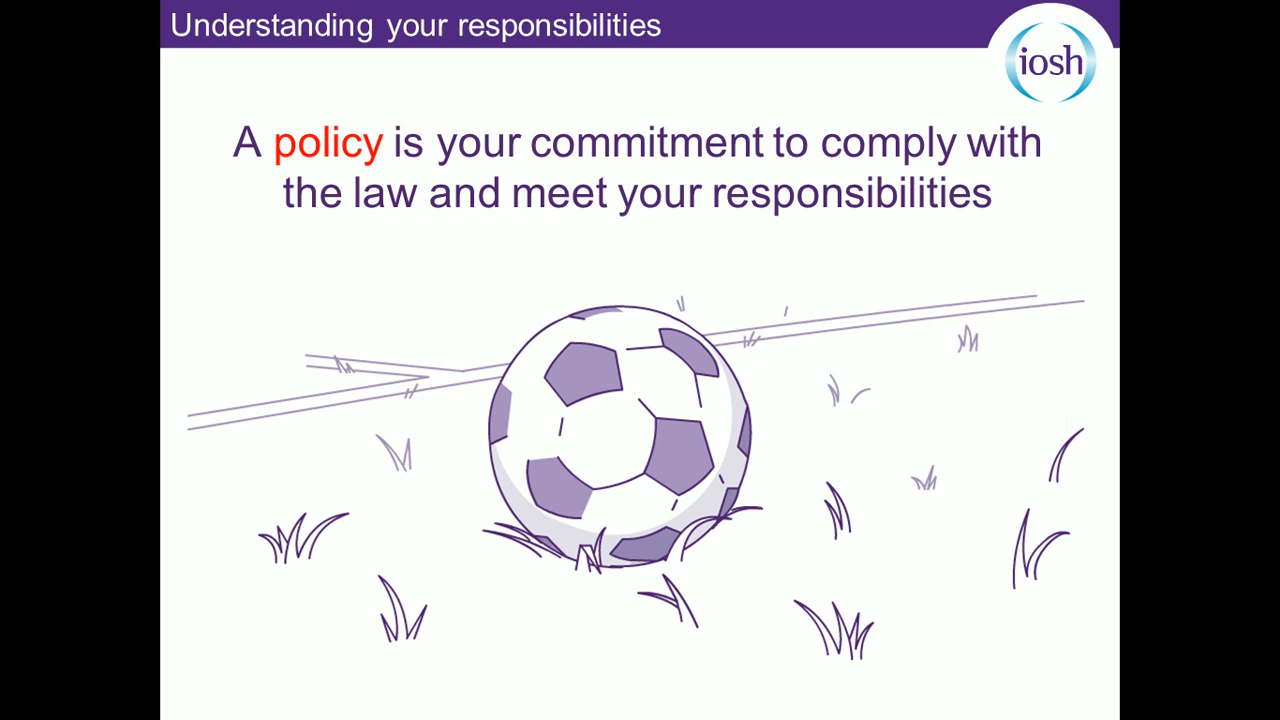 Understanding your responsibilities
iosh
A policy is your commitment to comply with
the law and meet your responsibilities